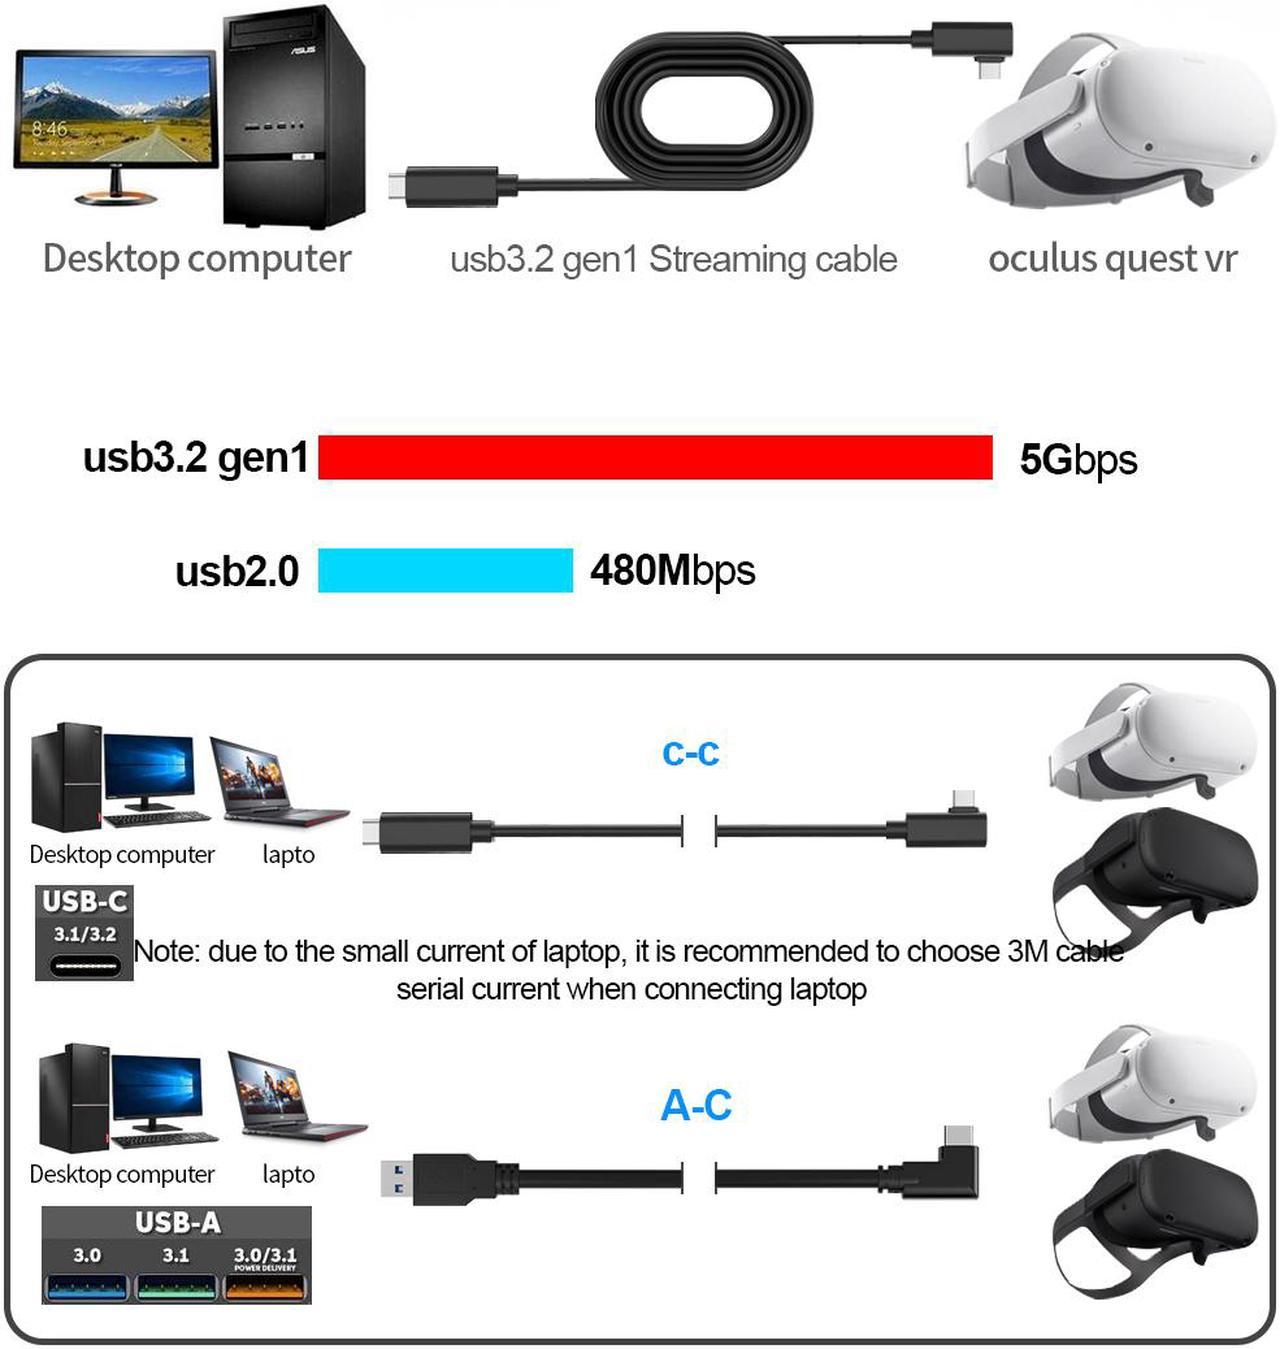 ASUS
8:46
Desktop computer
usb3.2 gen1 Streaming cable
oculus quest vr
usb3.2 gen1
5Gbps
usb2.0
480Mbps
c-c
Desktop computer
lapto
USB-C
3.1/3.2
Note: due to the small current of laptop, it is recommended to choose 3M cable
serial current when connecting laptop
A-C
Desktop computer
lapto
USB-A
3.0
3.1
3.0/3.1
POWER DELIVERY